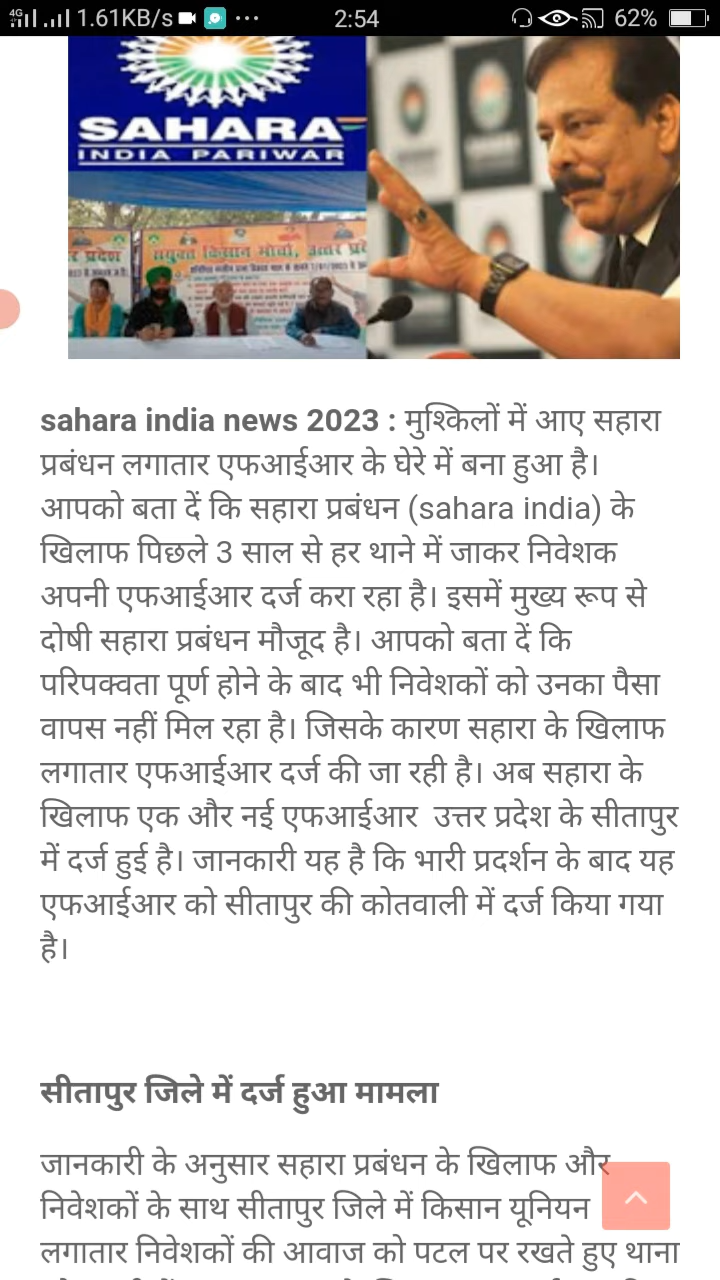 4G 1.61KB/s ... 2:54 62%
SAHARA
INDIA PARIWAR
र प्रदेश संयुक्त किसान मोर्चा, उत्तर प्रदे
sahara india news 2023 : मुश्किलों में आए सहारा
प्रबंधन लगातार एफआईआर के घेरे में बना हुआ है।
आपको बता दें कि सहारा प्रबंधन (sahara india) के
खिलाफ पिछले 3 साल से हर थाने में जाकर निवेशक
अपनी एफआईआर दर्ज करा रहा है। इसमें मुख्य रूप से
दोषी सहारा प्रबंधन मौजूद है। आपको बता दें कि
परिपक्वता पूर्ण होने के बाद भी निवेशकों को उनका पैसा
वापस नहीं मिल रहा है। जिसके कारण सहारा के खिलाफ
लगातार एफआईआर दर्ज की जा रही है। अब सहारा के
खिलाफ एक और नई एफआईआर उत्तर प्रदेश के सीतापुर
में दर्ज हुई है। जानकारी यह है कि भारी प्रदर्शन के बाद यह
एफआईआर को सीतापुर की कोतवाली में दर्ज किया गया
है।
सीतापुर जिले में दर्ज हुआ मामला
जानकारी के अनुसार सहारा प्रबंधन के खिलाफ और
निवेशकों के साथ सीतापुर जिले में किसान यूनियन
लगातार निवेशकों की आवाज को पटल पर रखते हुए थाना